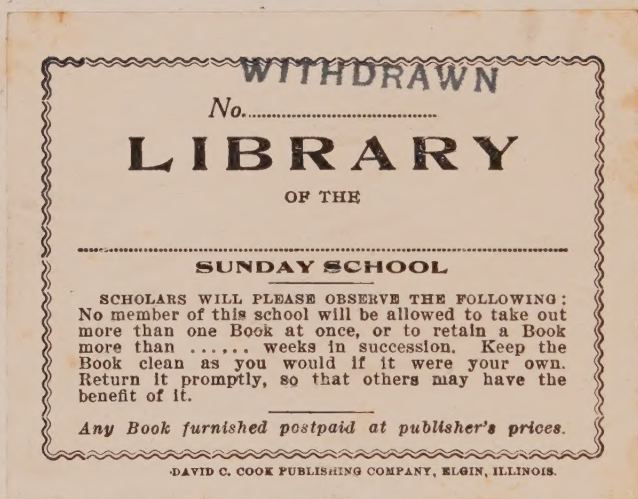 WITHDRAWN
No......................................
LIBRARY
OF THE
................................................................................
SUNDAY SCHOOL
SCHOLARS WILL PLEASE OBSERVE THE FOLLOWING:
No member of this school will be allowed to take out
more than one Book at once, or to retain a Book
more than ...... weeks in succession. Keep the
Book clean as you would if it were your own.
Return it promptly, so that others may have the
benefit of it.
Any Book furnished postpaid at publisher's prices.
DAVID C. COOK PUBLISHING COMPANY, ELGIN, ILLINOIS.